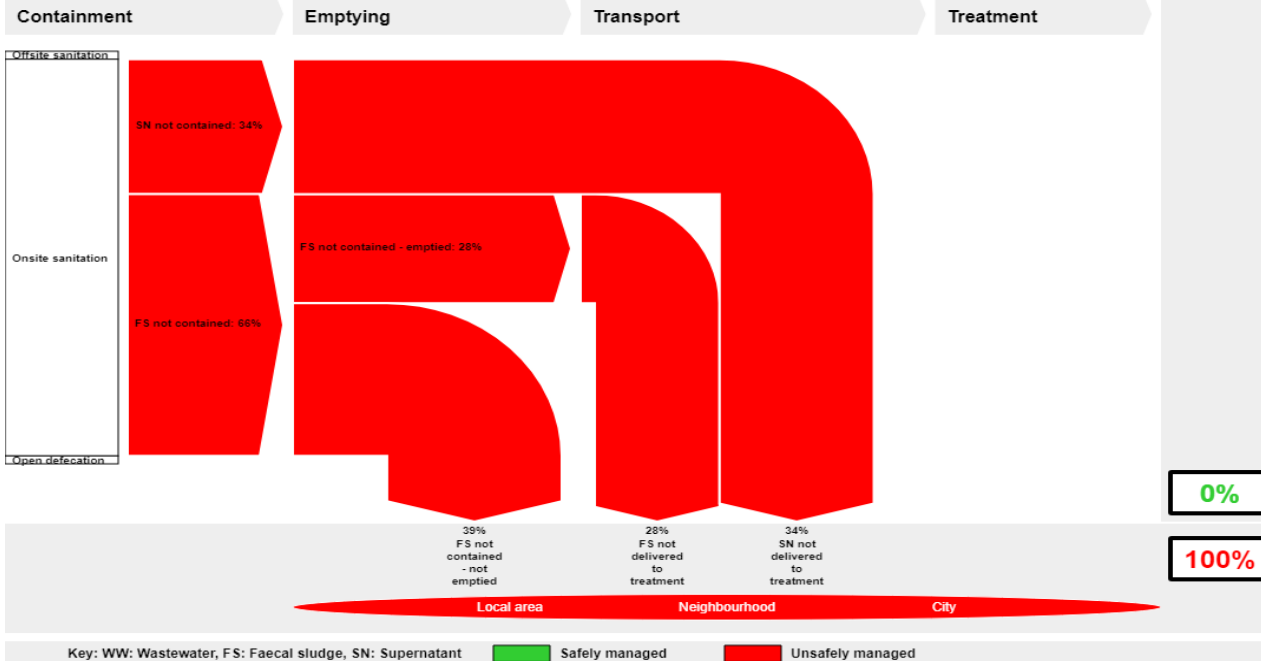 Containment
Emptying
Transport
Treatment
Offsite sanitation
SN not contained: 34%
FS not contained - emptied: 28%
Onsite sanitation
FS not contained: 66%
Open defecation
0%
39%
FS not
contained
- not
emptied
28%
FS not
delivered
to
treatment
34%
SN not
delivered
to
treatment
100%
Local area
Neighbourhood
City
Key: WW: Wastewater, FS: Faecal sludge, SN: Supernatant
Safely managed
Unsafely managed